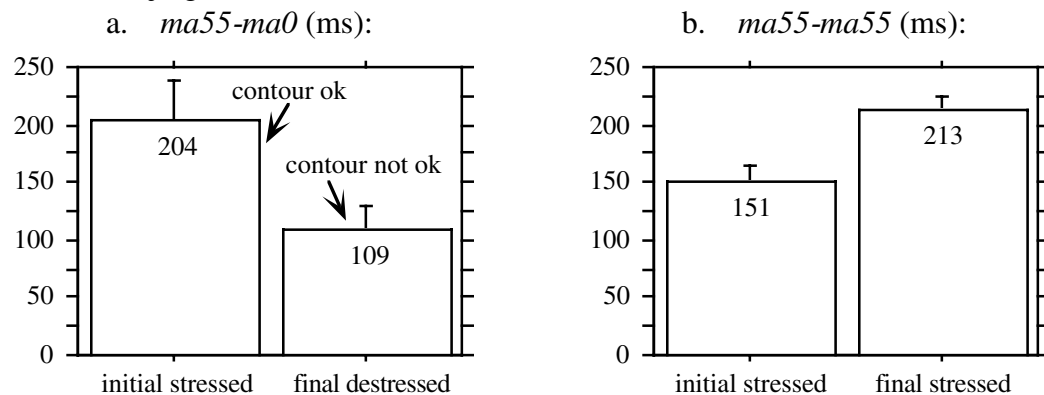 a. ma55-ma0 (ms):
250
200
150
100
50
0
contour ok
204
contour not ok
109
initial stressed final destressed
b. ma55-ma55 (ms):
250
200
150
100
50
0
151
213
initial stressed final stressed